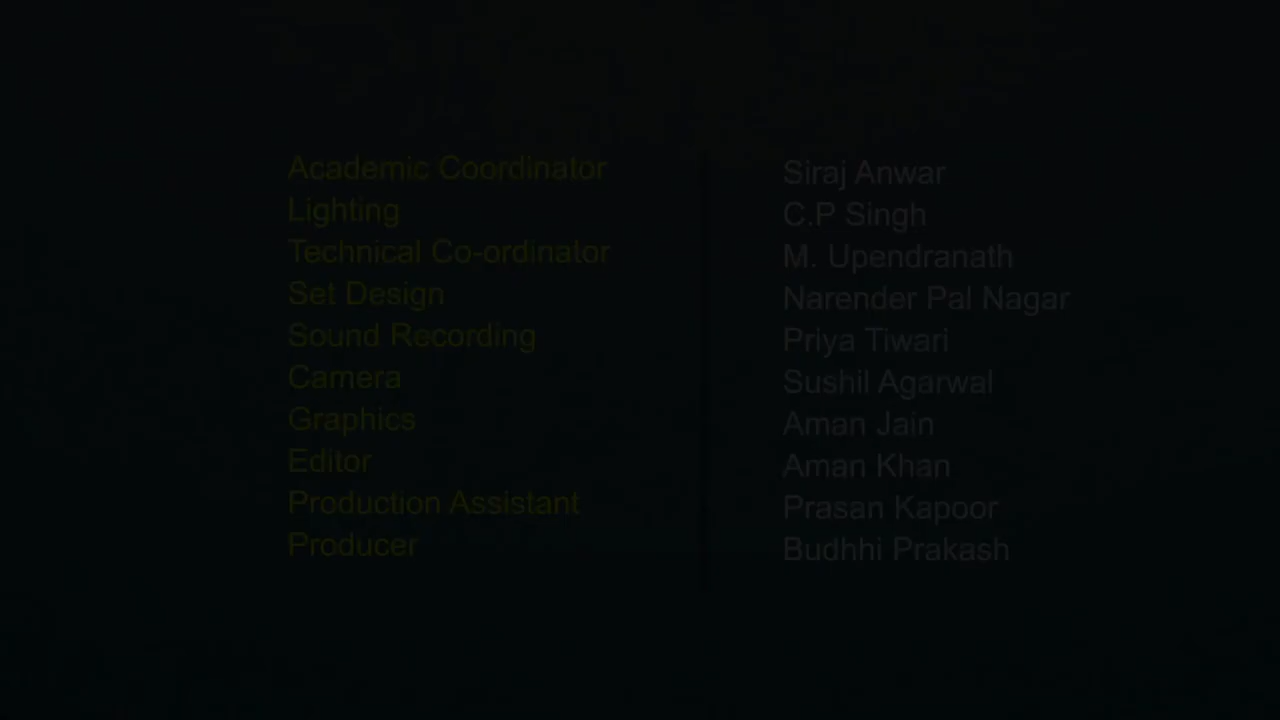 Academic Coordinator Siraj Anwar
Lighting C.P Singh
Technical Co-ordinator M. Upendranath
Set Design Narender Pal Nagar
Sound Recording Priya Tiwari
Camera Sushil Agarwal
Graphics Aman Jain
Editor Aman Khan
Production Assistant Prasan Kapoor
Producer Budhhi Prakash